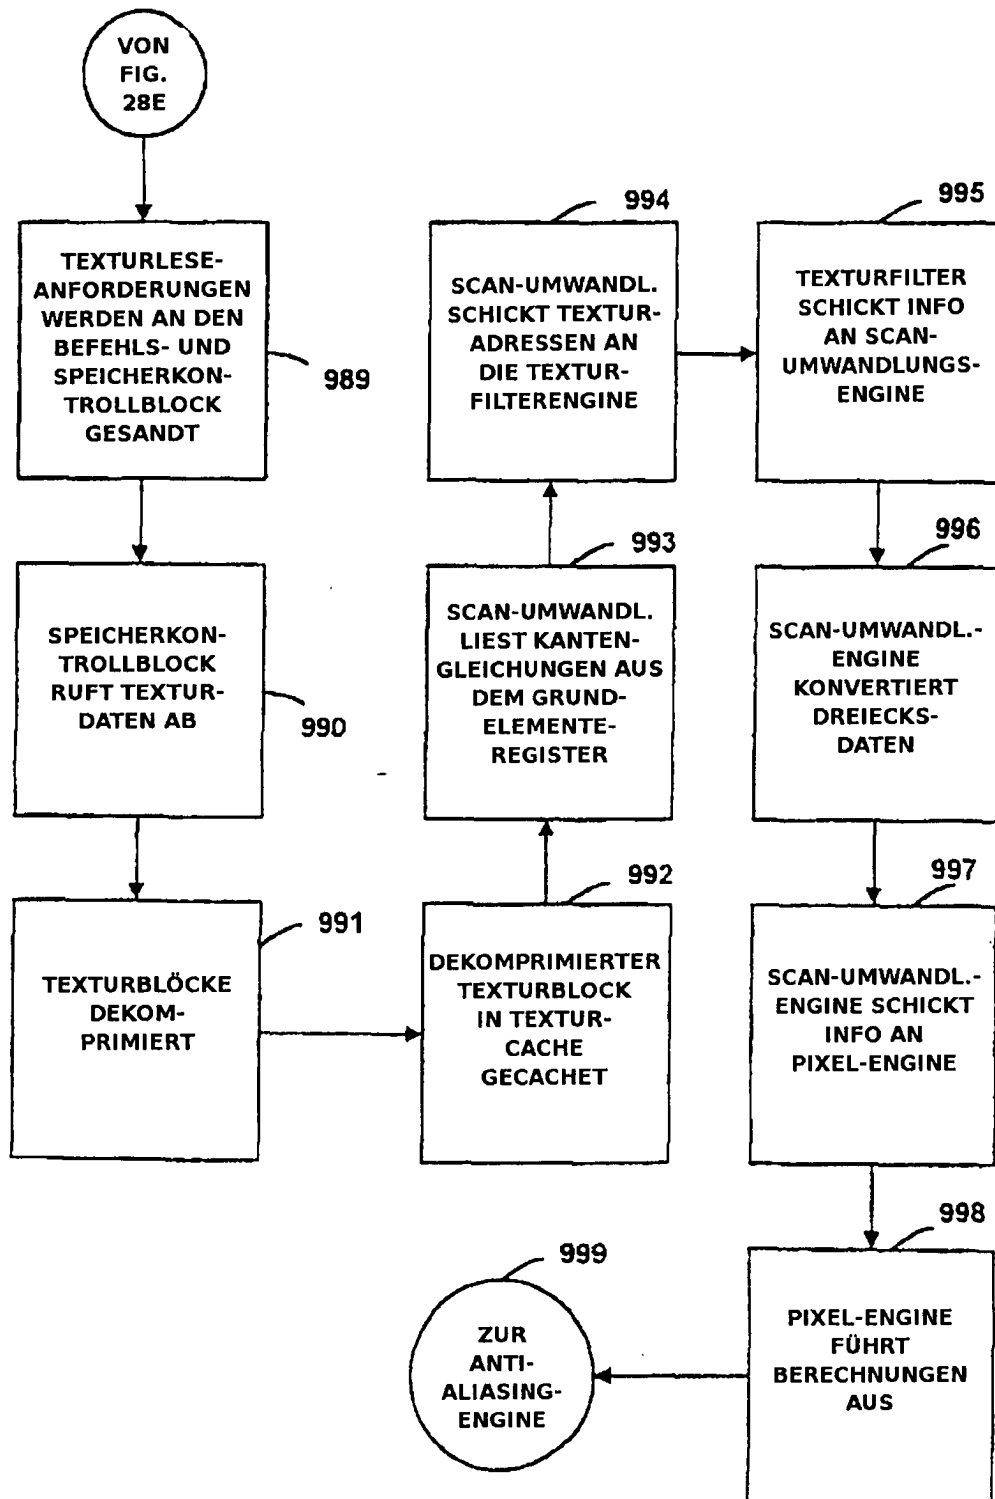 VON
FIG.
28E
TEXTURLESE-
ANFORDERUNGEN
WERDEN AN DEN
BEFEHLS- UND
SPEICHERKON-
TROLLBLOCK
GESANDT
989
SPEICHERKON-
TROLLBLOCK
RUFT TEXTUR-
DATEN AB
990
TEXTURBLÖCKE
DEKOM-
PRIMIERT
991
DEKOMPRIMIERTER
TEXTURBLOCK
IN TEXTUR-
CACHE
GECACHET
992
SCAN-UMWANDL.
LIEST KANTEN-
GLEICHUNGEN AUS
DEM GRUND-
ELEMENTE-
REGISTER
993
SCAN-UMWANDL.
SCHICKT TEXTUR-
ADRESSEN AN
DIE TEXTUR-
FILTERENGINE
994
TEXTURFILTER
SCHICKT INFO
AN SCAN-
UMWANDLUNGS-
ENGINE
995
SCAN-UMWANDL.-
ENGINE
KONVERTIERT
DREIECKS-
DATEN
996
SCAN-UMWANDL.-
ENGINE SCHICKT
INFO AN
PIXEL-ENGINE
997
PIXEL-ENGINE
FÜHRT
BERECHNUNGEN
AUS
998
ZUR
ANTI-
ALIASING-
ENGINE
999